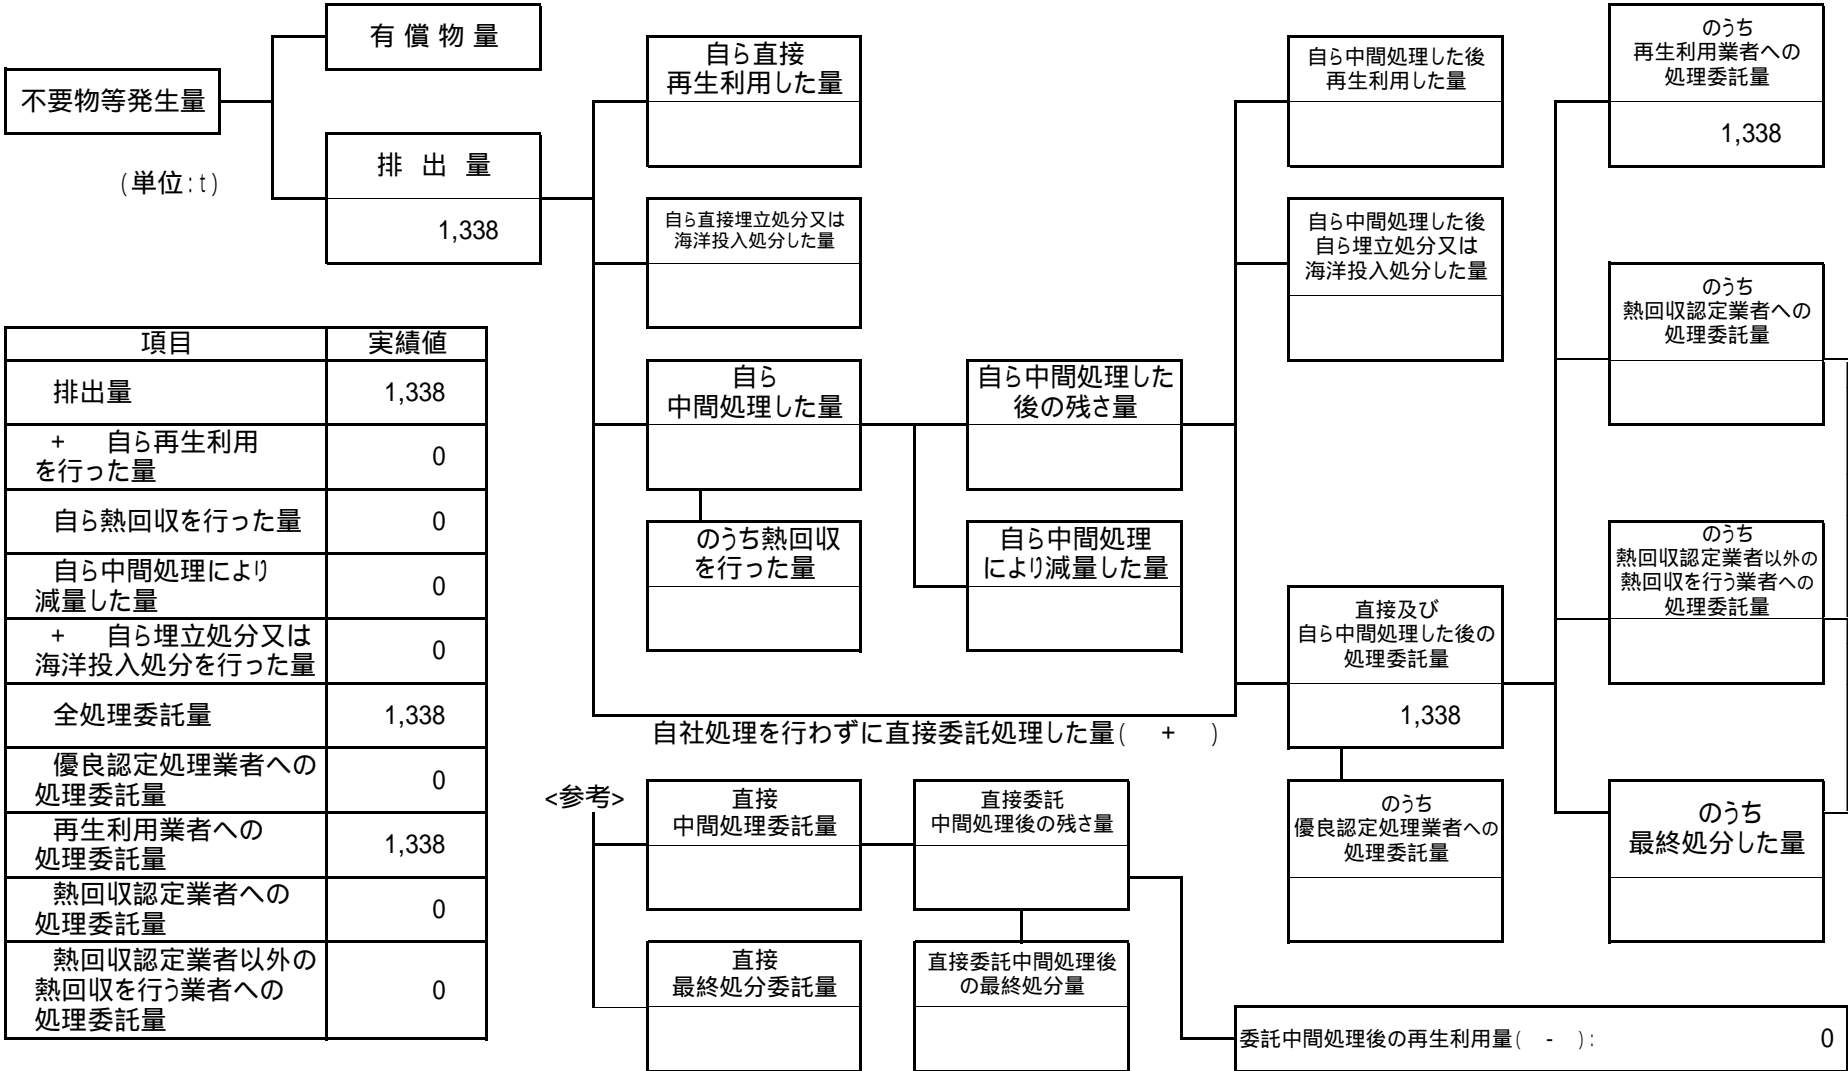 有 償 物 量
不要物等発生量
(単位:t)
排 出 量
1,338
項目 実績値
排出量 1,338
+ 自ら再生利用
を行った量 0
自ら熱回収を行った量 0
自ら中間処理により
減量した量 0
+ 自ら埋立処分又は
海洋投入処分を行った量 0
全処理委託量 1,338
優良認定処理業者への
処理委託量 0
再生利用業者への
処理委託量 1,338
熱回収認定業者への
処理委託量 0
熱回収認定業者以外の
熱回収を行う業者への
処理委託量 0
自ら直接
再生利用した量
自ら直接埋立処分又は
海洋投入処分した量
自ら
中間処理した量
のうち熱回収
を行った量
自ら中間処理した
後の残さ量
自ら中間処理
により減量した量
自社処理を行わずに直接委託処理した量( + )
<参考>
直接
中間処理委託量
直接
最終処分委託量
直接委託
中間処理後の残さ量
直接委託中間処理後
の最終処分量
自ら中間処理した後
再生利用した量
自ら中間処理した後
自ら埋立処分又は
海洋投入処分した量
直接及び
自ら中間処理した後の
処理委託量
1,338
のうち
優良認定処理業者への
処理委託量
のうち
再生利用業者への
処理委託量
1,338
のうち
熱回収認定業者への
処理委託量
のうち
熱回収認定業者以外の
熱回収を行う業者への
処理委託量
のうち
最終処分した量
委託中間処理後の再生利用量( - ): 0